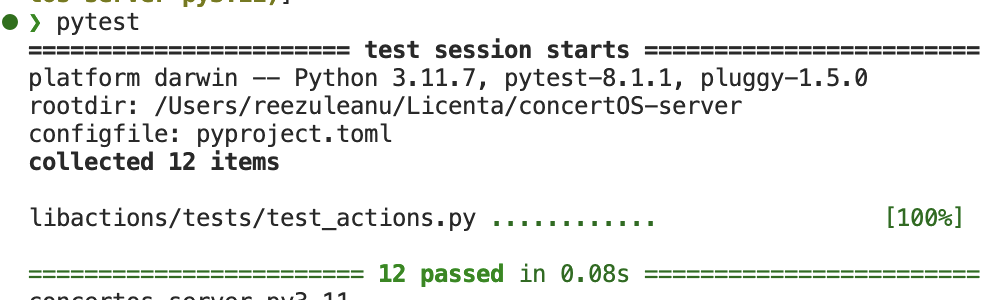 ❯ pytest
======================= test session starts ========================
platform darwin -- Python 3.11.7, pytest-8.1.1, pluggy-1.5.0
rootdir: /Users/reezuleanu/Licenta/concertOS-server
configfile: pyproject.toml
collected 12 items
libactions/tests/test_actions.py ............ [100%]
======================== 12 passed in 0.08s ========================